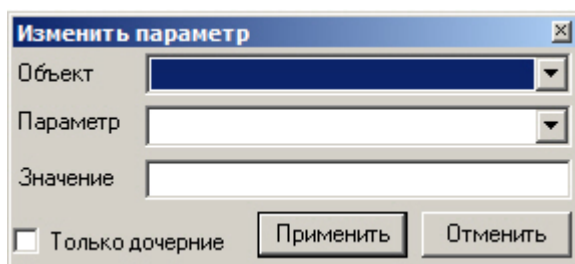 Изменить параметр
Объект
Параметр
Значение
Только дочерние Применить Отменить